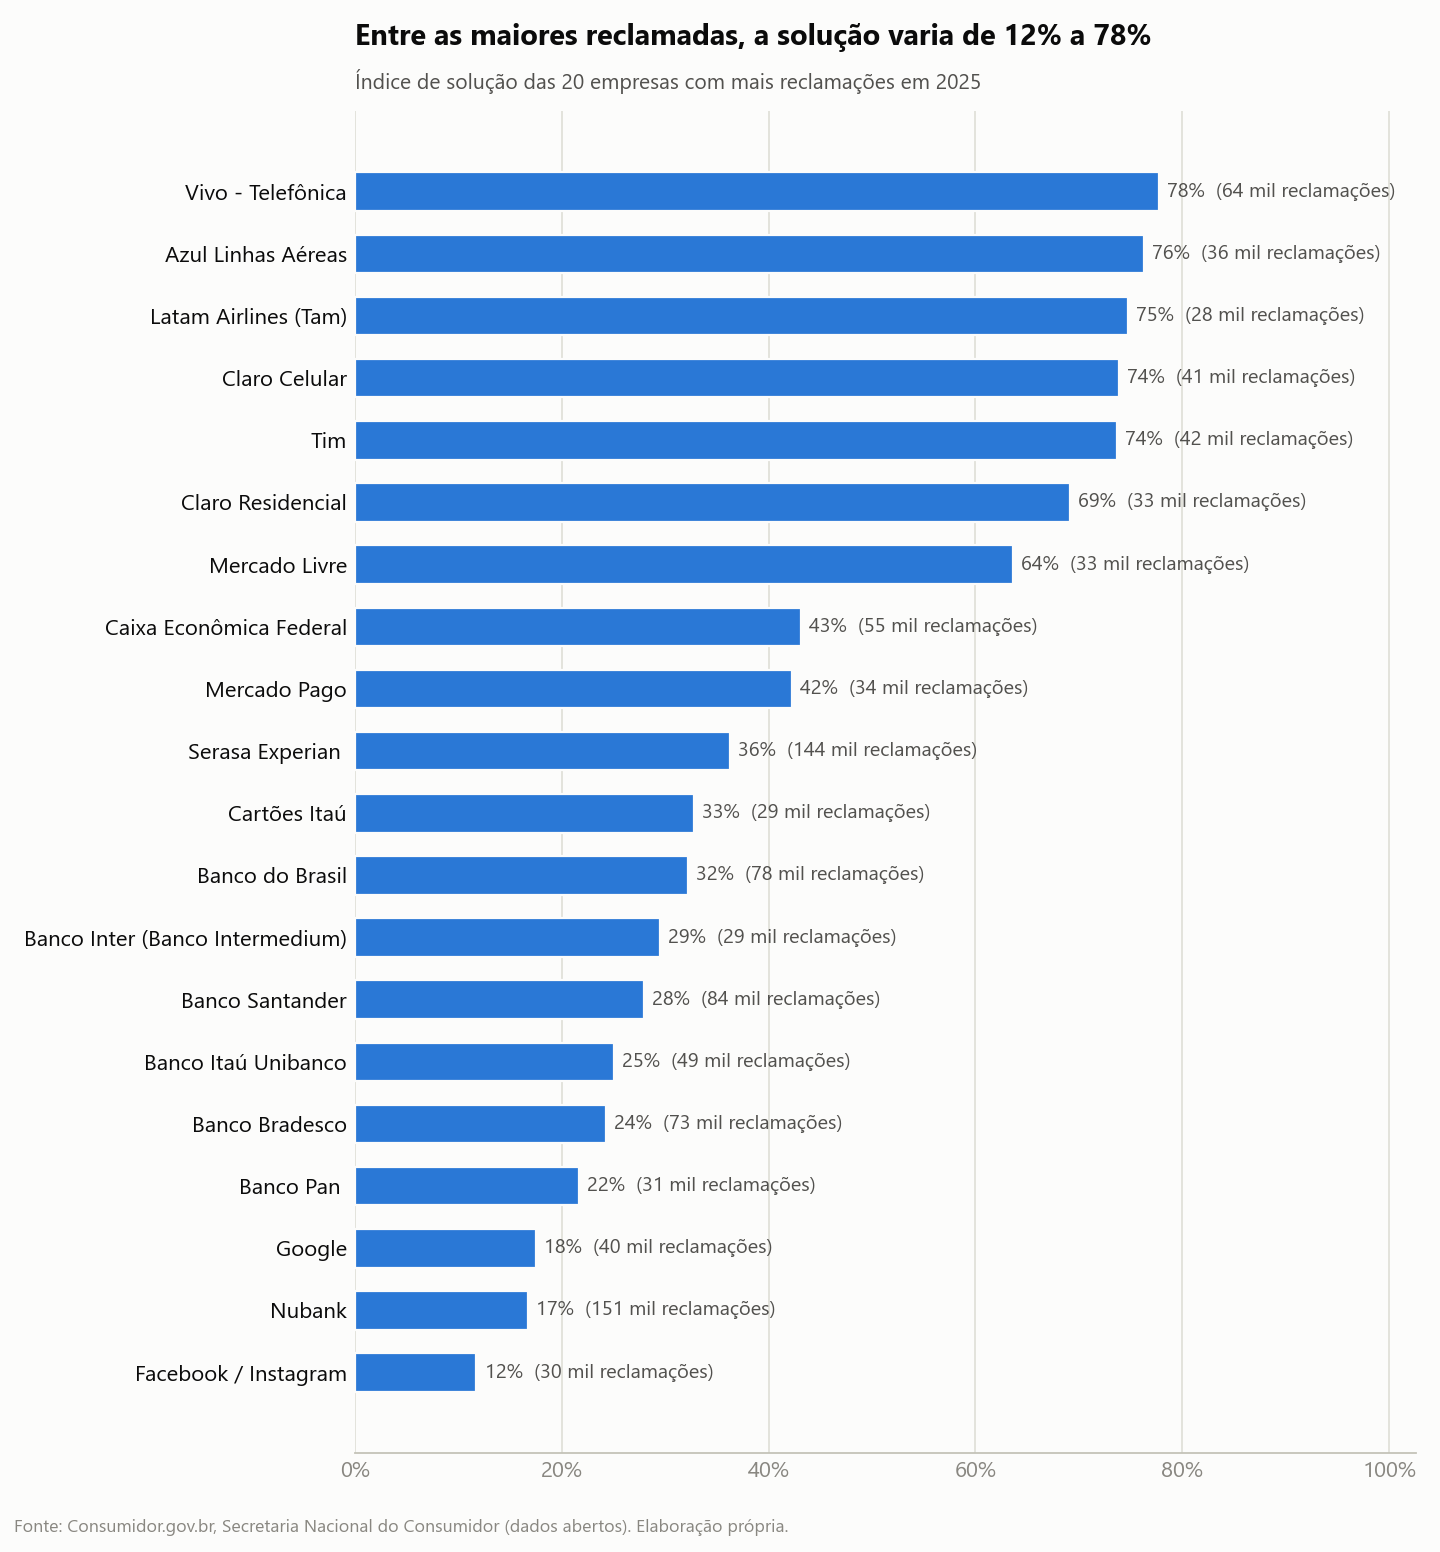 Entre as maiores reclamadas, a solução varia de 12% a 78%
Índice de solução das 20 empresas com mais reclamações em 2025
Vivo - Telefônica 78% (64 mil reclamações)
Azul Linhas Aéreas 76% (36 mil reclamações)
Latam Airlines (Tam) 75% (28 mil reclamações)
Claro Celular 74% (41 mil reclamações)
Tim 74% (42 mil reclamações)
Claro Residencial 69% (33 mil reclamações)
Mercado Livre 64% (33 mil reclamações)
Caixa Econômica Federal 43% (55 mil reclamações)
Mercado Pago 42% (34 mil reclamações)
Serasa Experian 36% (144 mil reclamações)
Cartões Itaú 33% (29 mil reclamações)
Banco do Brasil 32% (78 mil reclamações)
Banco Inter (Banco Intermedium) 29% (29 mil reclamações)
Banco Santander 28% (84 mil reclamações)
Banco Itaú Unibanco 25% (49 mil reclamações)
Banco Bradesco 24% (73 mil reclamações)
Banco Pan 22% (31 mil reclamações)
Google 18% (40 mil reclamações)
Nubank 17% (151 mil reclamações)
Facebook / Instagram 12% (30 mil reclamações)
0% 20% 40% 60% 80% 100%
Fonte: Consumidor.gov.br, Secretaria Nacional do Consumidor (dados abertos). Elaboração própria.